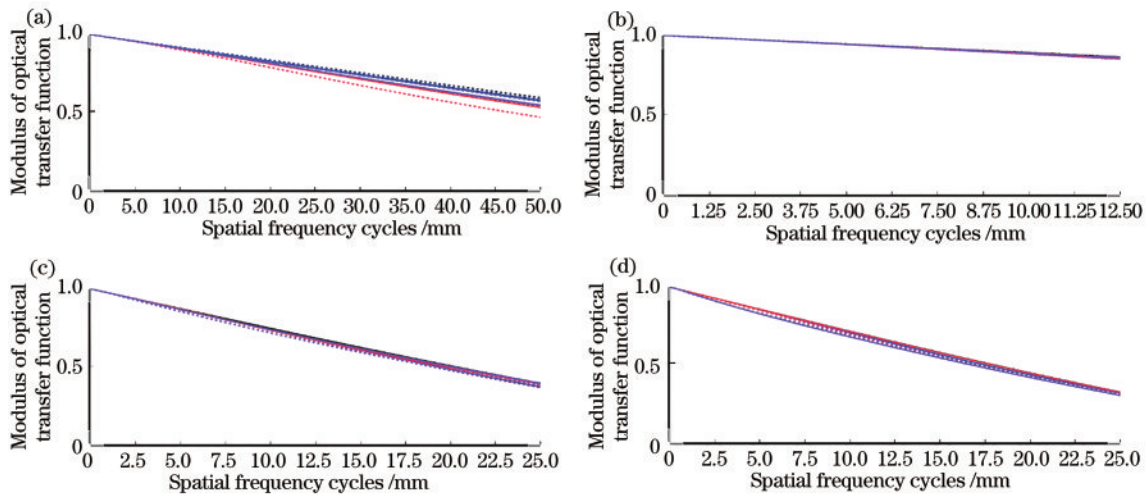 (a)
1.0
0.5
0
Modulus of optical
transfer function
0 5.0 10.0 15.0 20.0 25.0 30.0 35.0 40.0 45.0 50.0
Spatial frequency cycles /mm
(b)
1.0
0.5
0
Modulus of optical
transfer function
0 1.25 2.50 3.75 5.00 6.25 7.50 8.75 10.00 11.25 12.50
Spatial frequency cycles /mm
(c)
1.0
0.5
0
Modulus of optical
transfer function
0 2.5 5.0 7.5 10.0 12.5 15.0 17.5 20.0 22.5 25.0
Spatial frequency cycles /mm
(d)
1.0
0.5
0
Modulus of optical
transfer function
0 2.5 5.0 7.5 10.0 12.5 15.0 17.5 20.0 22.5 25.0
Spatial frequency cycles /mm